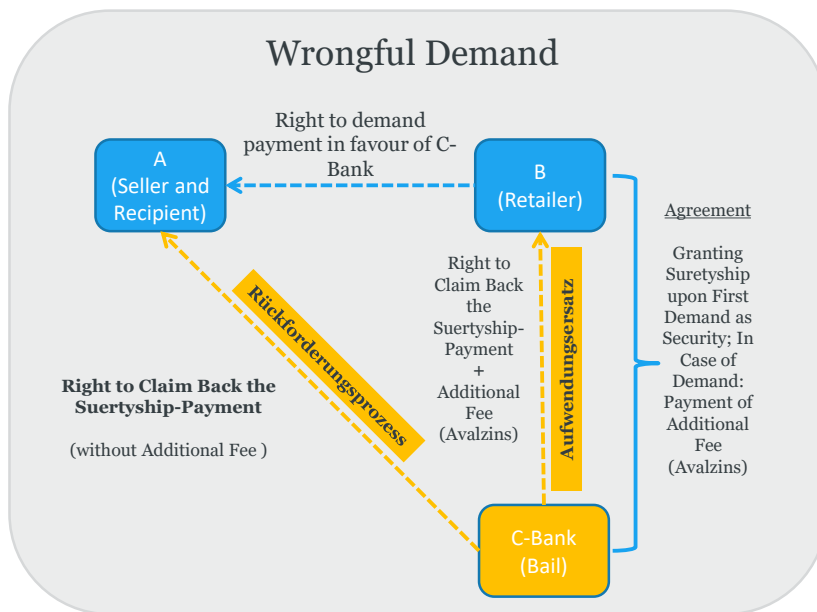 Wrongful Demand
Right to demand
payment in favour of C-
Bank
A
(Seller and
Recipient)
B
(Retailer)
Agreement
Granting
Suretyship
upon First
Demand as
Security; In
Case of
Demand:
Payment of
Additional
Fee
(Avalzins)
Right to
Claim Back
the
Suertyship-
Payment
+
Additional
Fee
(Avalzins)
Aufwendungsersatz
Rückforderungsprozess
Right to Claim Back the
Suertyship-Payment
(without Additional Fee )
C-Bank
(Bail)